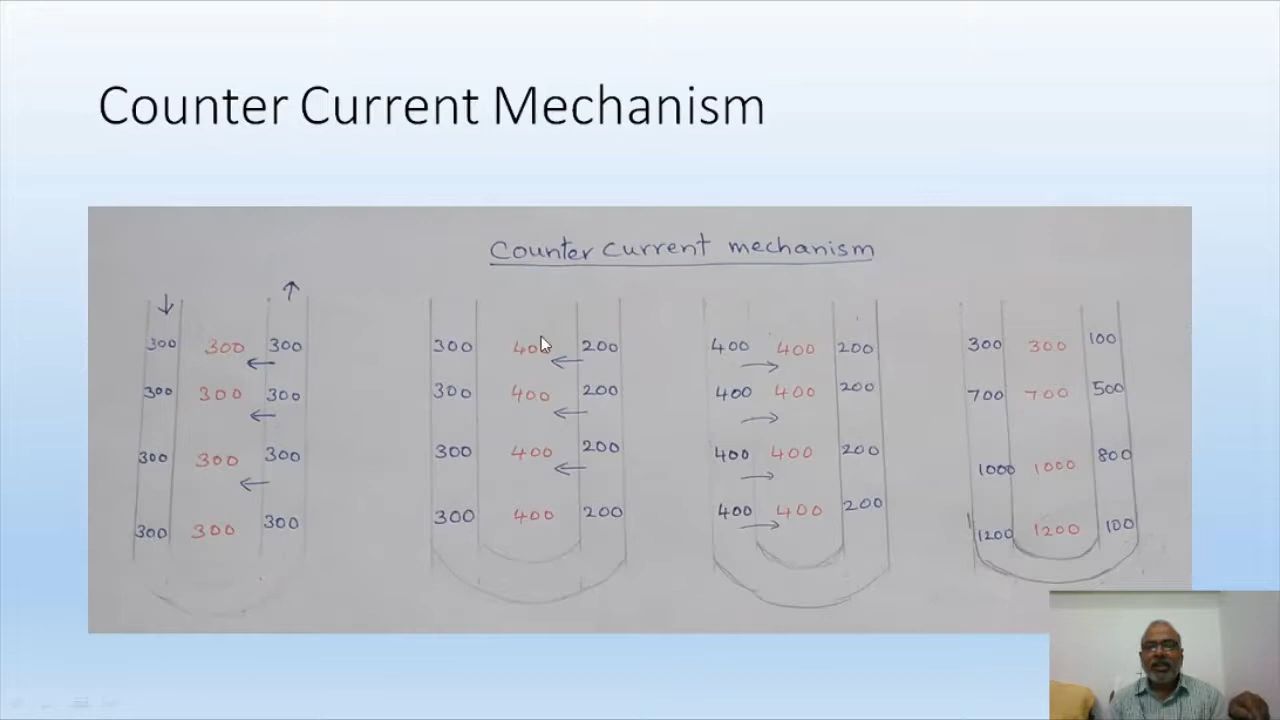 Counter Current Mechanism
Counter current mechanism
↓ ↑
300 300 300 300 400 200 400 400 200 300 300 100
← ← →
300 300 300 300 400 200 400 400 200 700 700 500
← ← →
300 300 300 300 400 200 400 400 200 1000 1000 800
← ← →
300 300 300 300 400 200 400 400 200 1200 1200 100
→